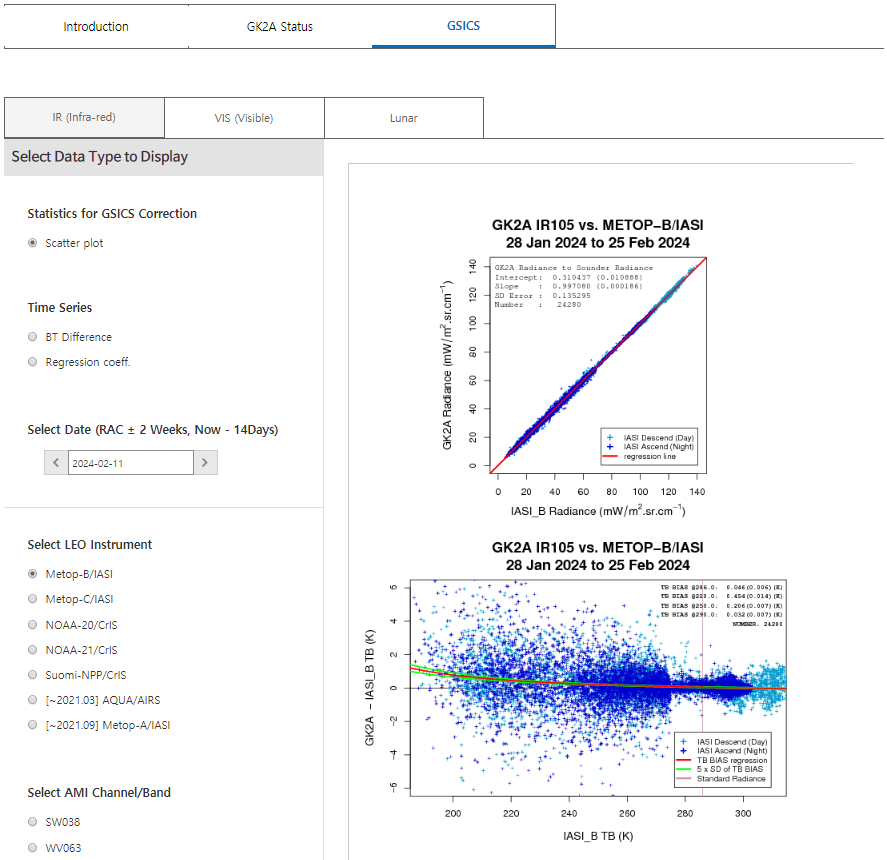 Introduction
GK2A Status
GSICS
IR (Infra-red)
VIS (Visible)
Lunar
Select Data Type to Display
Statistics for GSICS Correction
Scatter plot
Time Series
BT Difference
Regression coeff.
Select Date (RAC ± 2 Weeks, Now - 14Days)
2024-02-11
Select LEO Instrument
Metop-B/IASI
Metop-C/IASI
NOAA-20/CrIS
NOAA-21/CrIS
Suomi-NPP/CrIS
[~2021.03] AQUA/AIRS
[~2021.09] Metop-A/IASI
Select AMI Channel/Band
SW038
WV063
GK2A IR105 vs. METOP−B/IASI
28 Jan 2024 to 25 Feb 2024
GK2A Radiance to Sounder Radiance
Intercept: 0.310437 (0.010888)
Slope : 0.997080 (0.000186)
SD Error : 0.135295
Number : 24280
GK2A Radiance (mW/m².sr.cm⁻¹)
0 20 40 60 80 100 120 140
IASI Descend (Day)
IASI Ascend (Night)
regression line
0 20 40 60 80 100 120 140
IASI_B Radiance (mW/m².sr.cm⁻¹)
GK2A IR105 vs. METOP−B/IASI
28 Jan 2024 to 25 Feb 2024
TB BIAS @286.0: 0.046(0.006)(K)
TB BIAS @220.0: 0.454(0.014)(K)
TB BIAS @250.0: 0.206(0.007)(K)
TB BIAS @290.0: 0.032(0.007)(K)
NUMBER: 24280
GK2A − IASI_B TB (K)
−6 −4 −2 0 2 4 6
IASI Descend (Day)
IASI Ascend (Night)
TB BIAS regression
5 x SD of TB BIAS
Standard Radiance
200 220 240 260 280 300
IASI_B TB (K)